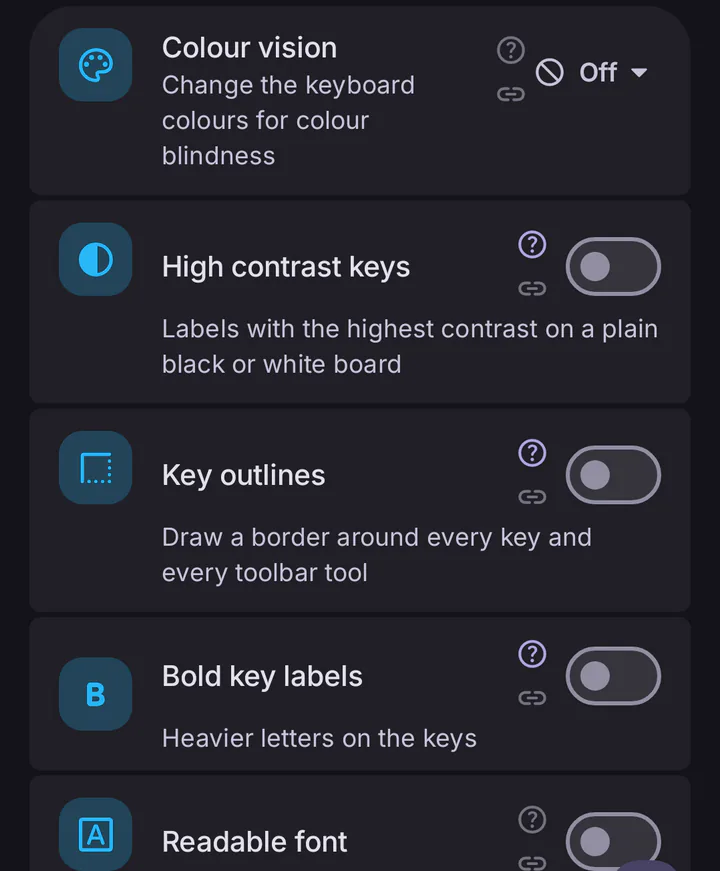 Colour vision
Change the keyboard
colours for colour
blindness
Off
High contrast keys
Labels with the highest contrast on a plain
black or white board
Key outlines
Draw a border around every key and
every toolbar tool
B
Bold key labels
Heavier letters on the keys
A
Readable font